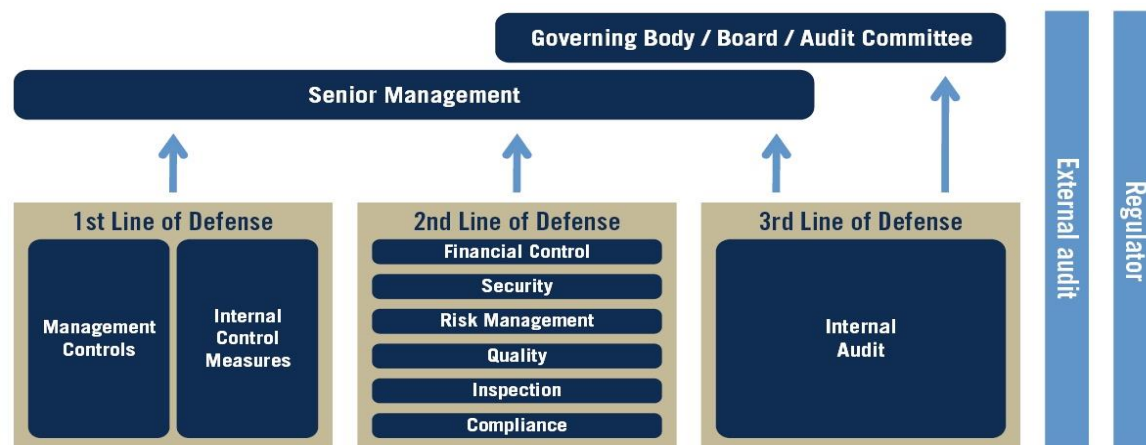 Governing Body / Board / Audit Committee
Senior Management
1st Line of Defense
Management
Controls
Internal
Control
Measures
2nd Line of Defense
Financial Control
Security
Risk Management
Quality
Inspection
Compliance
3rd Line of Defense
Internal
Audit
External audit
Regulator